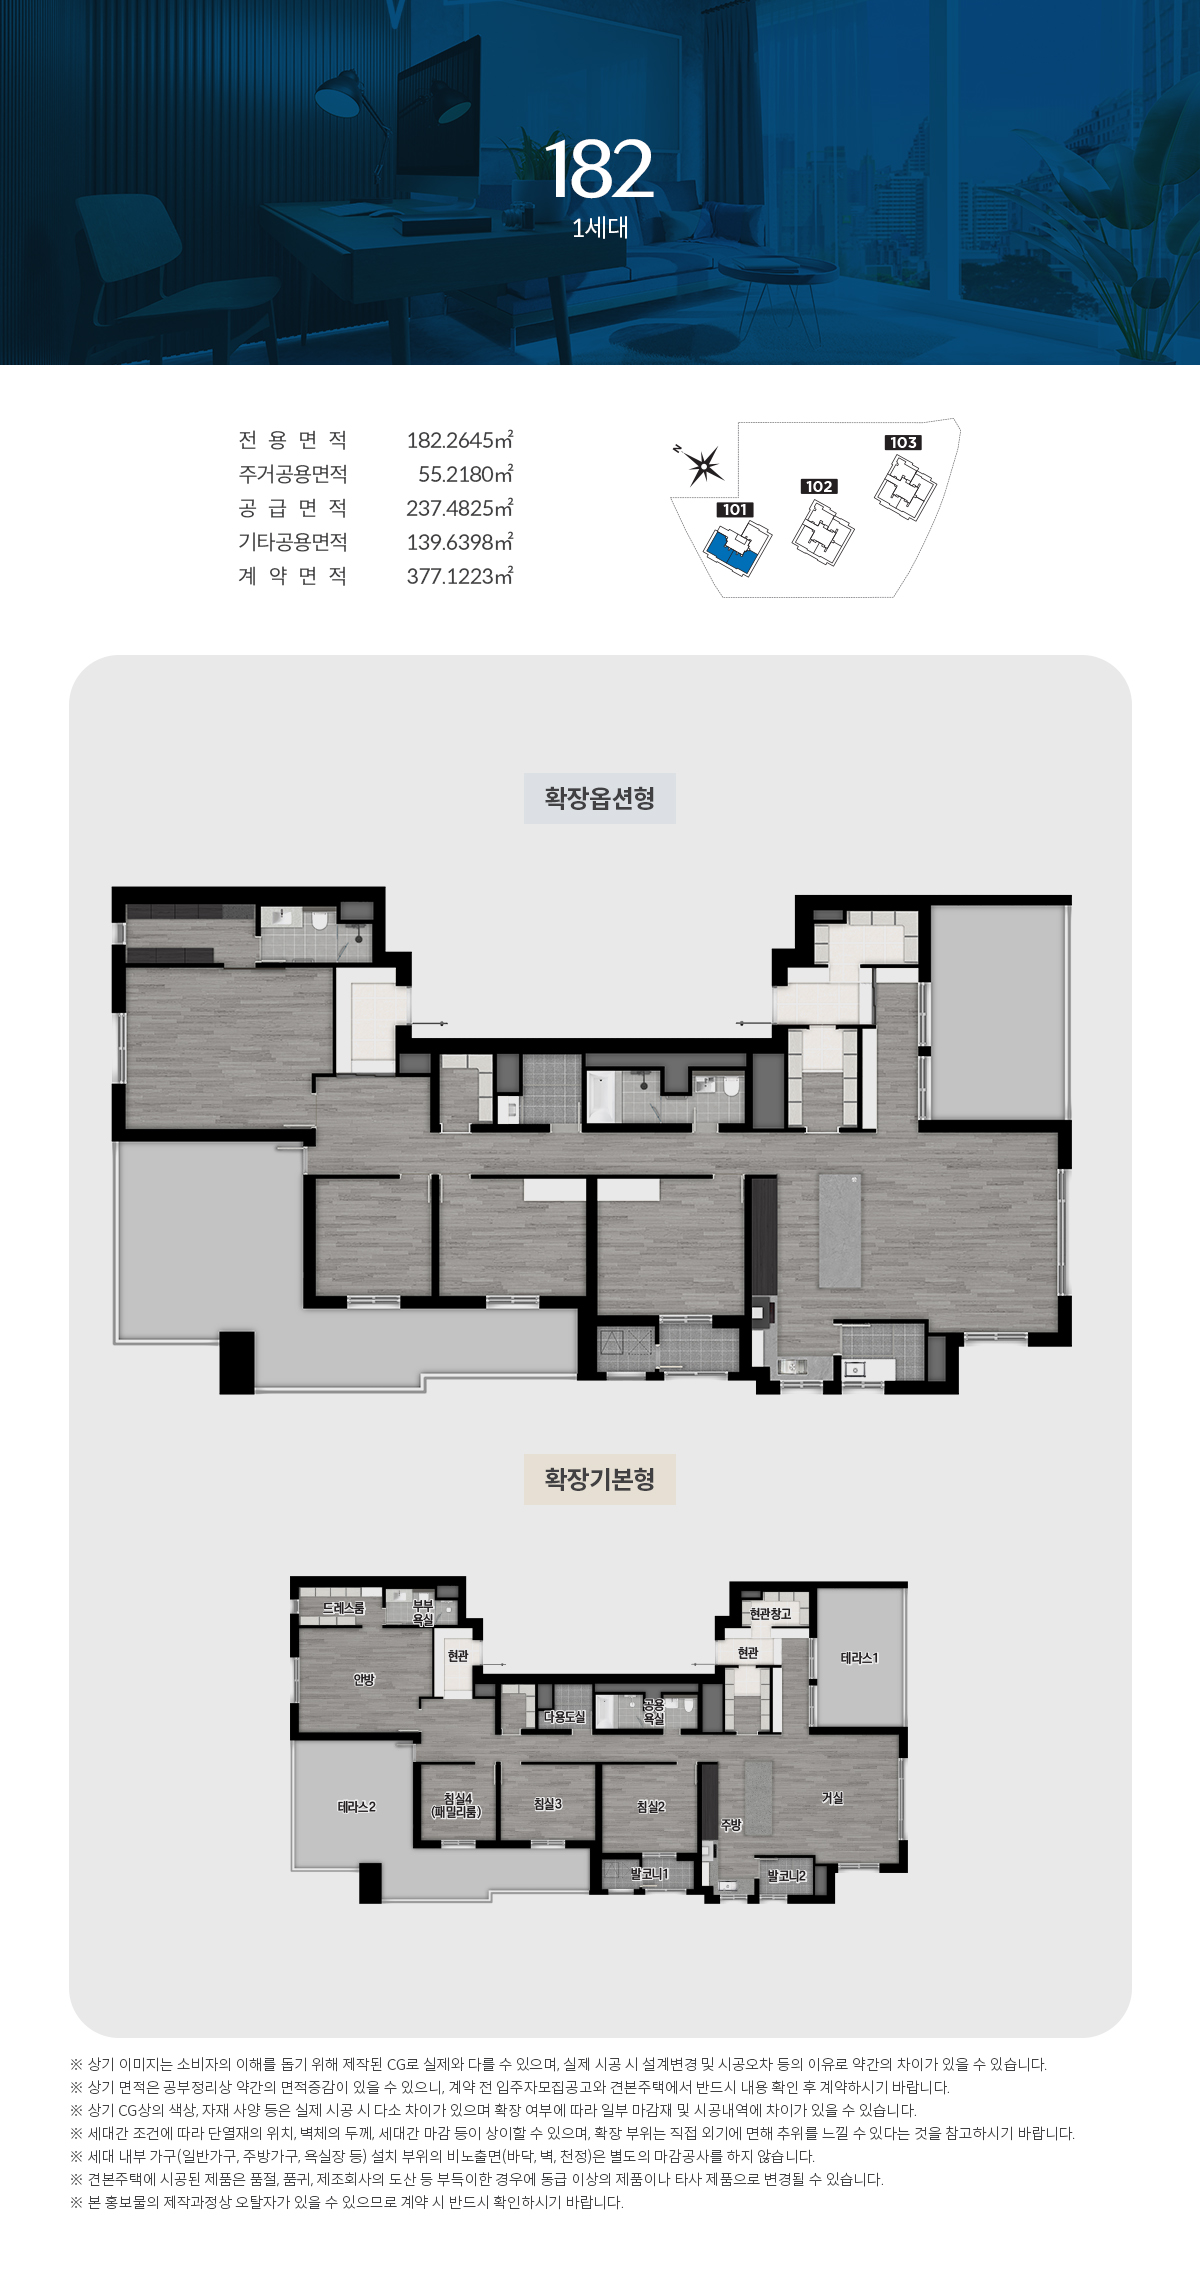 182
1세대
전용면적 182.2645㎡
주거공용면적 55.2180㎡
공급면적 237.4825㎡
기타공용면적 139.6398㎡
계약면적 377.1223㎡
N
103
102
101
확장옵션형
확장기본형
드레스룸
부부
욕실
현관창고
현관
현관
테라스1
안방
다용도실
공용
욕실
테라스2
침실4
(패밀리룸)
침실3
침실2
거실
주방
발코니1
발코니2
※ 상기 이미지는 소비자의 이해를 돕기 위해 제작된 CG로 실제와 다를 수 있으며, 실제 시공 시 설계변경 및 시공오차 등의 이유로 약간의 차이가 있을 수 있습니다.
※ 상기 면적은 공부정리상 약간의 면적증감이 있을 수 있으니, 계약 전 입주자모집공고와 견본주택에서 반드시 내용 확인 후 계약하시기 바랍니다.
※ 상기 CG상의 색상, 자재 사양 등은 실제 시공 시 다소 차이가 있으며 확장 여부에 따라 일부 마감재 및 시공내역에 차이가 있을 수 있습니다.
※ 세대간 조건에 따라 단열재의 위치, 벽체의 두께, 세대간 마감 등이 상이할 수 있으며, 확장 부위는 직접 외기에 면해 추위를 느낄 수 있다는 것을 참고하시기 바랍니다.
※ 세대 내부 가구(일반가구, 주방가구, 욕실장 등) 설치 부위의 비노출면(바닥, 벽, 천정)은 별도의 마감공사를 하지 않습니다.
※ 견본주택에 시공된 제품은 품절, 품귀, 제조회사의 도산 등 부득이한 경우에 동급 이상의 제품이나 타사 제품으로 변경될 수 있습니다.
※ 본 홍보물의 제작과정상 오탈자가 있을 수 있으므로 계약 시 반드시 확인하시기 바랍니다.